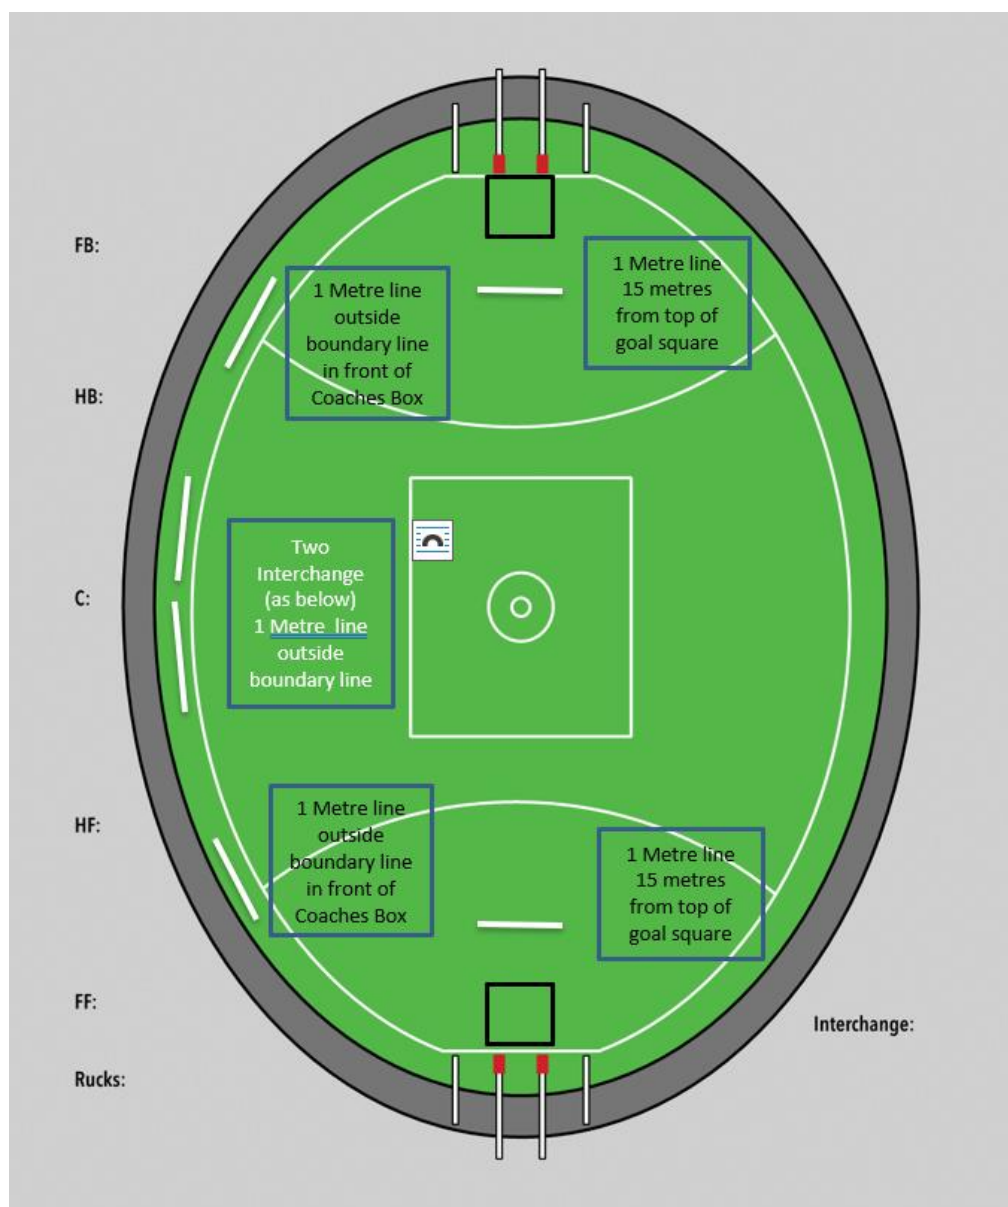 FB:
1 Metre line
outside
boundary line
in front of
Coaches Box
1 Metre line
15 metres
from top of
goal square
HB:
Two
Interchange
(as below)
1 Metre line
outside
boundary line
C:
HF:
1 Metre line
outside
boundary line
in front of
Coaches Box
1 Metre line
15 metres
from top of
goal square
FF:
Interchange:
Rucks: